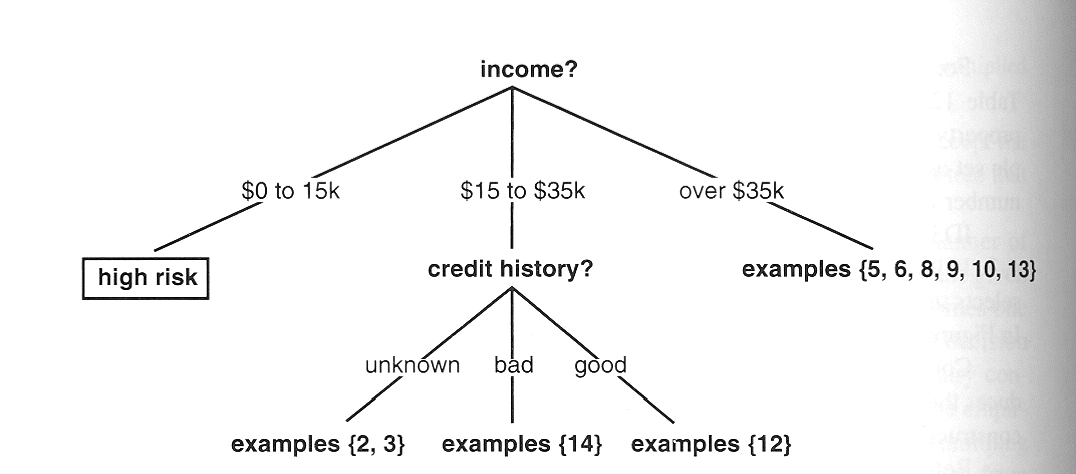 income?
$0 to 15k
$15 to $35k
over $35k
high risk
credit history?
examples {5, 6, 8, 9, 10, 13}
unknown
bad
good
examples {2, 3}
examples {14}
examples {12}